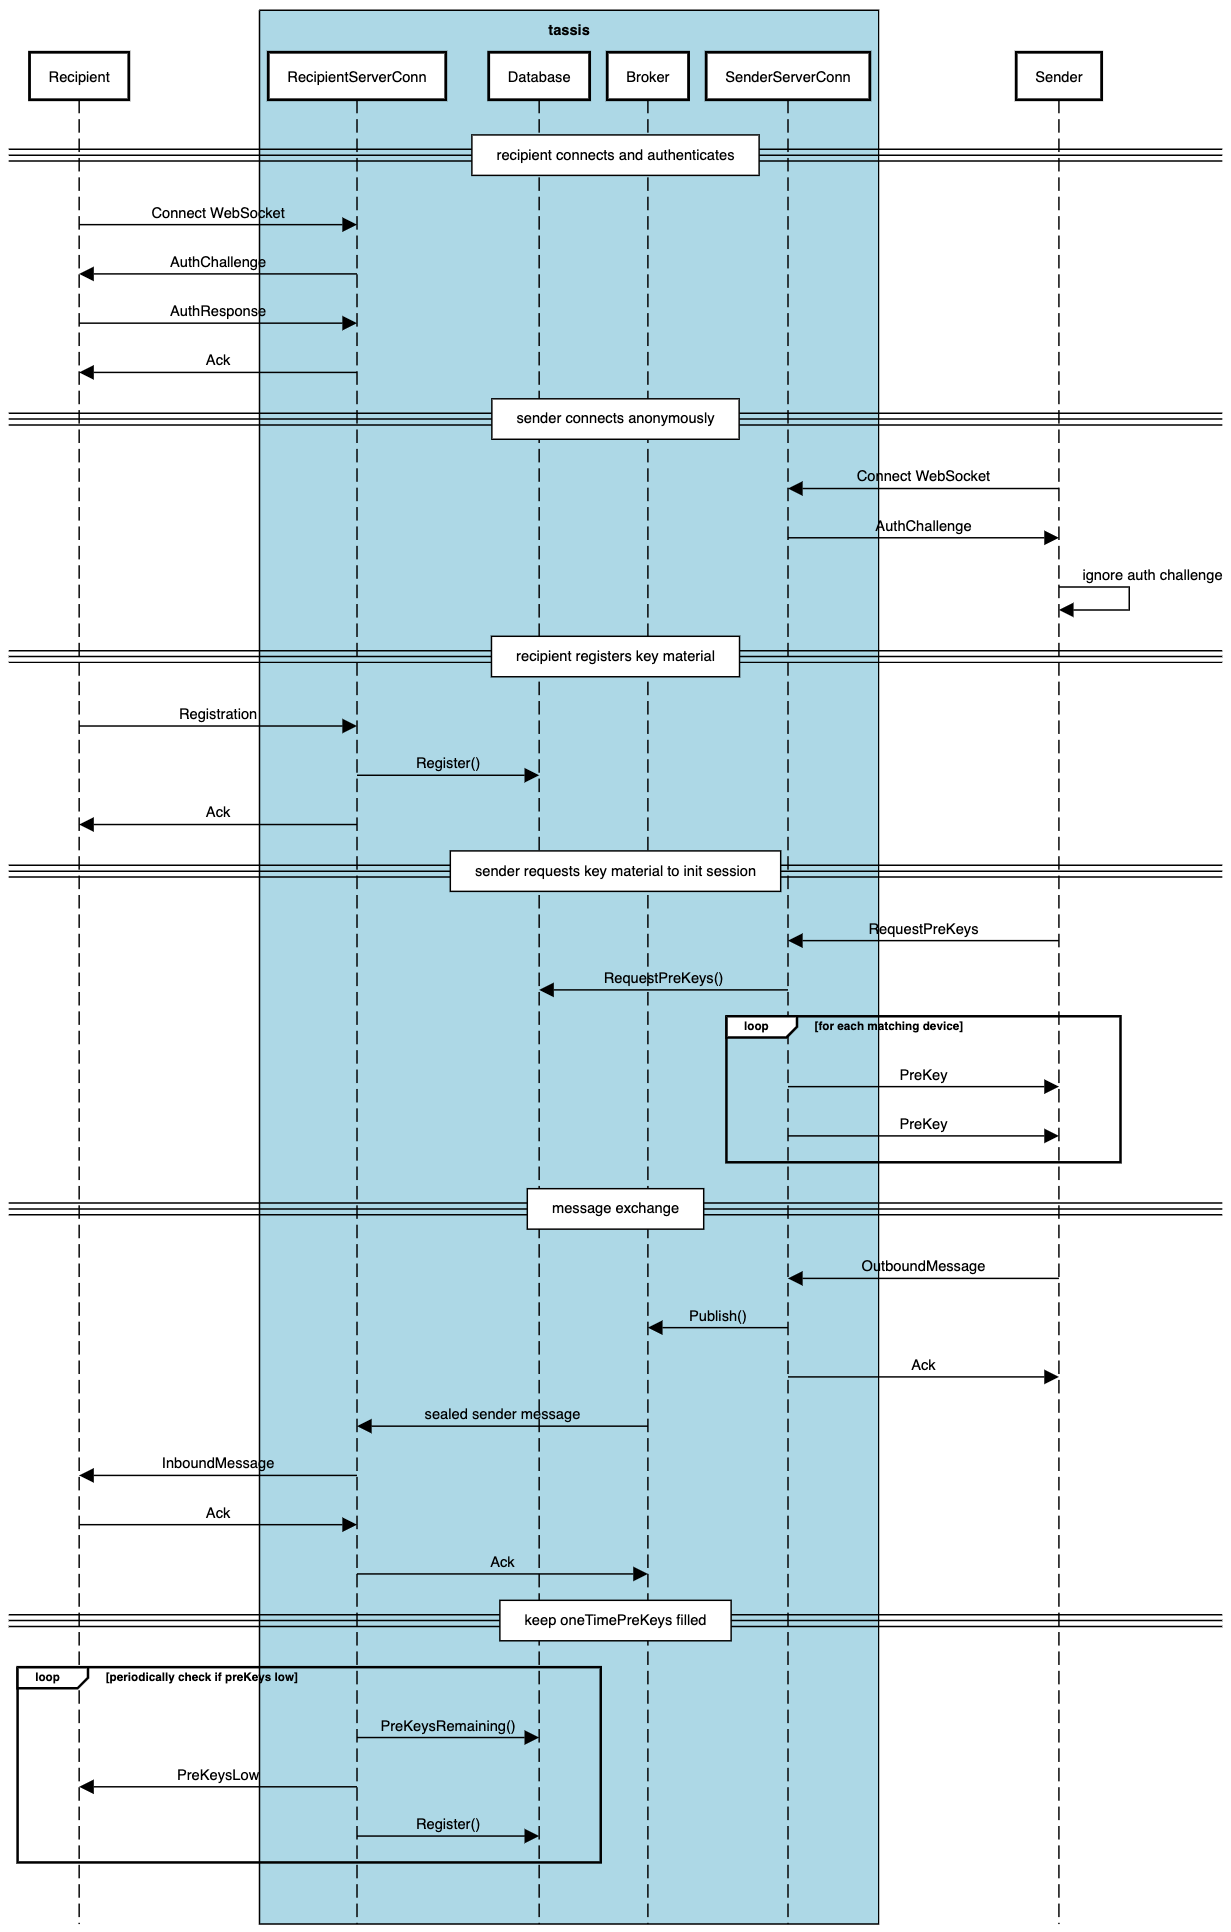 tassis
Recipient
RecipientServerConn
Database
Broker
SenderServerConn
Sender
recipient connects and authenticates
Connect WebSocket
AuthChallenge
AuthResponse
Ack
sender connects anonymously
Connect WebSocket
AuthChallenge
ignore auth challenge
recipient registers key material
Registration
Register()
Ack
sender requests key material to init session
RequestPreKeys
RequestPreKeys()
loop
[for each matching device]
PreKey
PreKey
message exchange
OutboundMessage
Publish()
Ack
sealed sender message
InboundMessage
Ack
Ack
keep oneTimePreKeys filled
loop
[periodically check if preKeys low]
PreKeysRemaining()
PreKeysLow
Register()